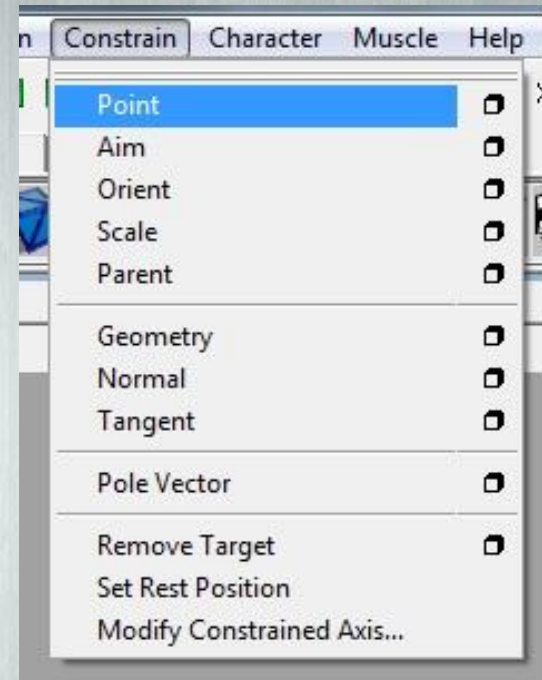 n Constrain Character Muscle Help
Point
Aim
Orient
Scale
Parent
Geometry
Normal
Tangent
Pole Vector
Remove Target
Set Rest Position
Modify Constrained Axis...